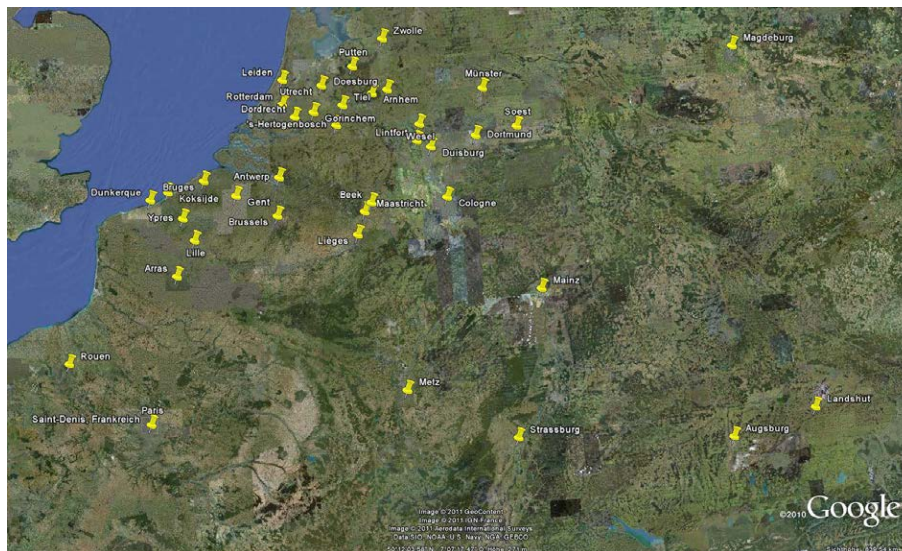 Zwolle
Magdeburg
Putten
Leiden
Utrecht
Doesburg
Münster
Rotterdam
Tiel
Arnhem
Dordrecht
Soest
's-Hertogenbosch
Gorinchem
Lintfort
Wesel
Dortmund
Duisburg
Antwerp
Dunkerque
Bruges
Koksijde
Gent
Beek
Maastricht
Cologne
Ypres
Brussels
Lièges
Lille
Arras
Mainz
Rouen
Metz
Landshut
Paris
Saint-Denis, Frankreich
Strassburg
Augsburg
Image © 2011 GeoContent
Image © 2011 IGN France
Image © 2011 Aerodata International Surveys
Data SIO, NOAA, U.S. Navy, NGA, GEBCO
©2010 Google